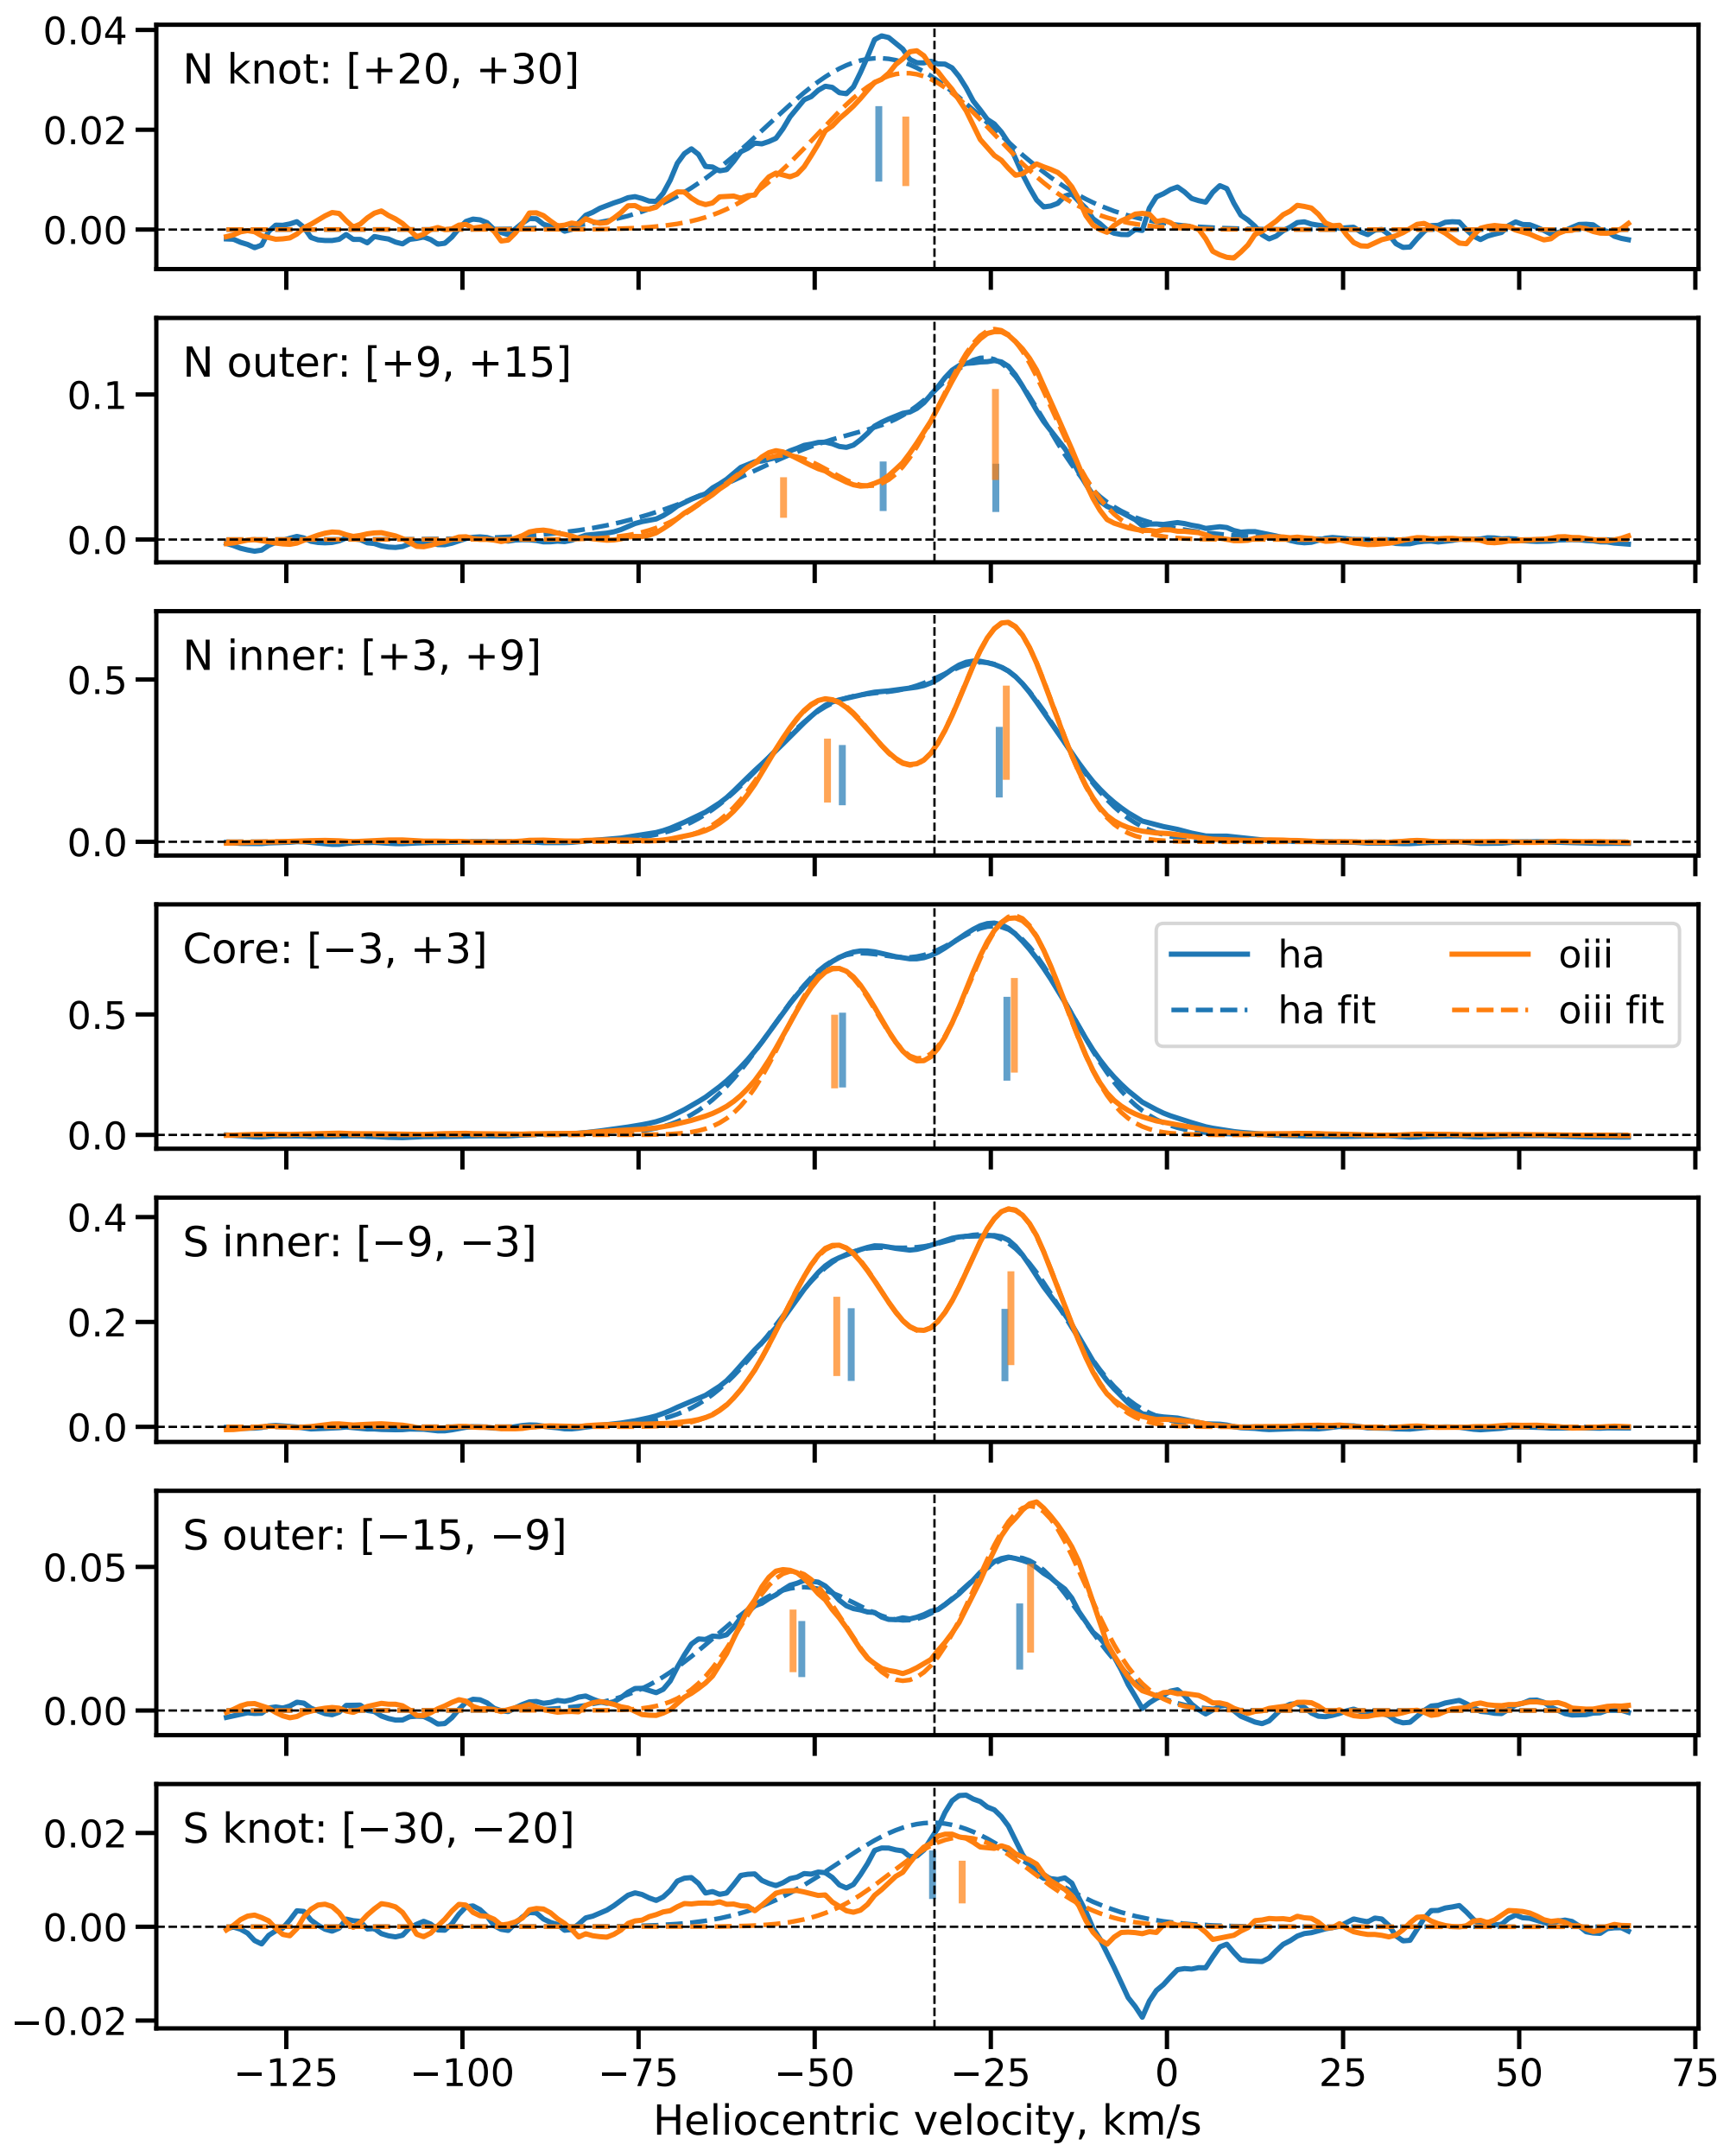 0.04
0.02
0.00
N knot: [+20, +30]
0.1
0.0
N outer: [+9, +15]
0.5
0.0
N inner: [+3, +9]
0.5
0.0
Core: [−3, +3]
ha oiii
ha fit oiii fit
0.4
0.2
0.0
S inner: [−9, −3]
0.05
0.00
S outer: [−15, −9]
0.02
0.00
−0.02
S knot: [−30, −20]
−125 −100 −75 −50 −25 0 25 50 75
Heliocentric velocity, km/s